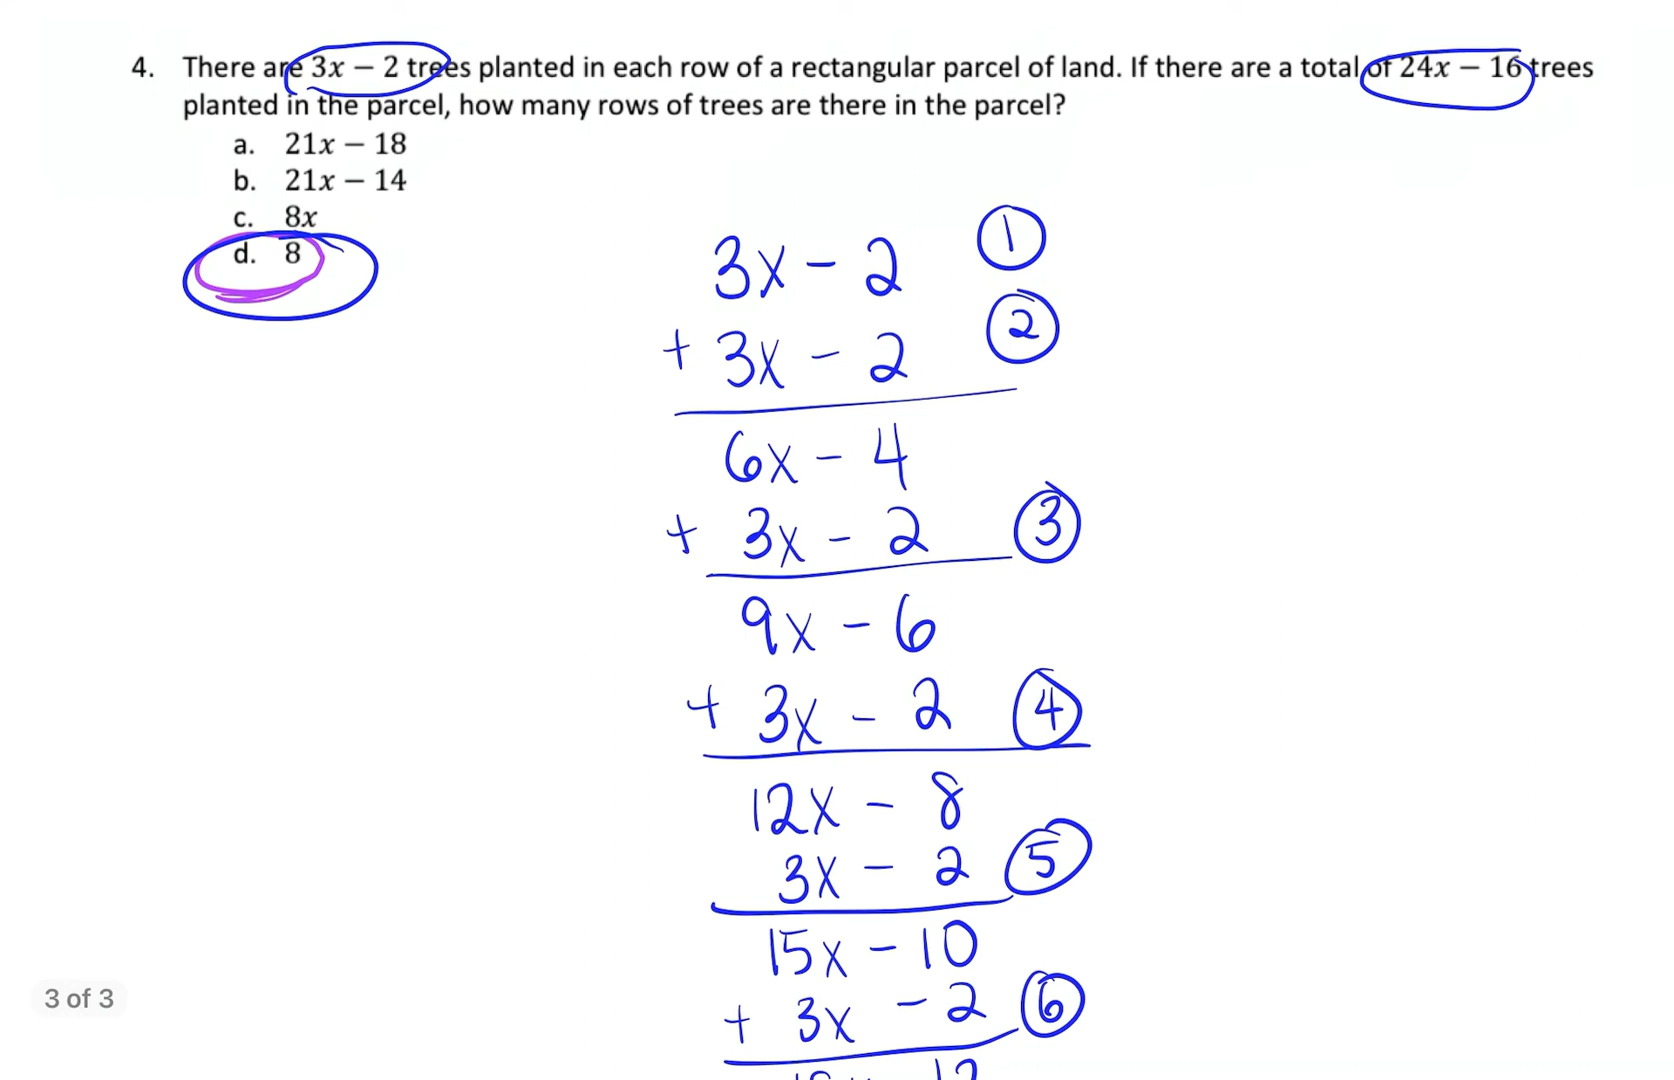 4. There are 3x − 2 trees planted in each row of a rectangular parcel of land. If there are a total of 24x − 16 trees
planted in the parcel, how many rows of trees are there in the parcel?
a. 21x − 18
b. 21x − 14
c. 8x
d. 8
3x − 2 1
+ 3x − 2 2
6x − 4
+ 3x − 2 3
9x − 6
+ 3x − 2 4
12x − 8
3x − 2 5
15x − 10
+ 3x − 2 6
3 of 3